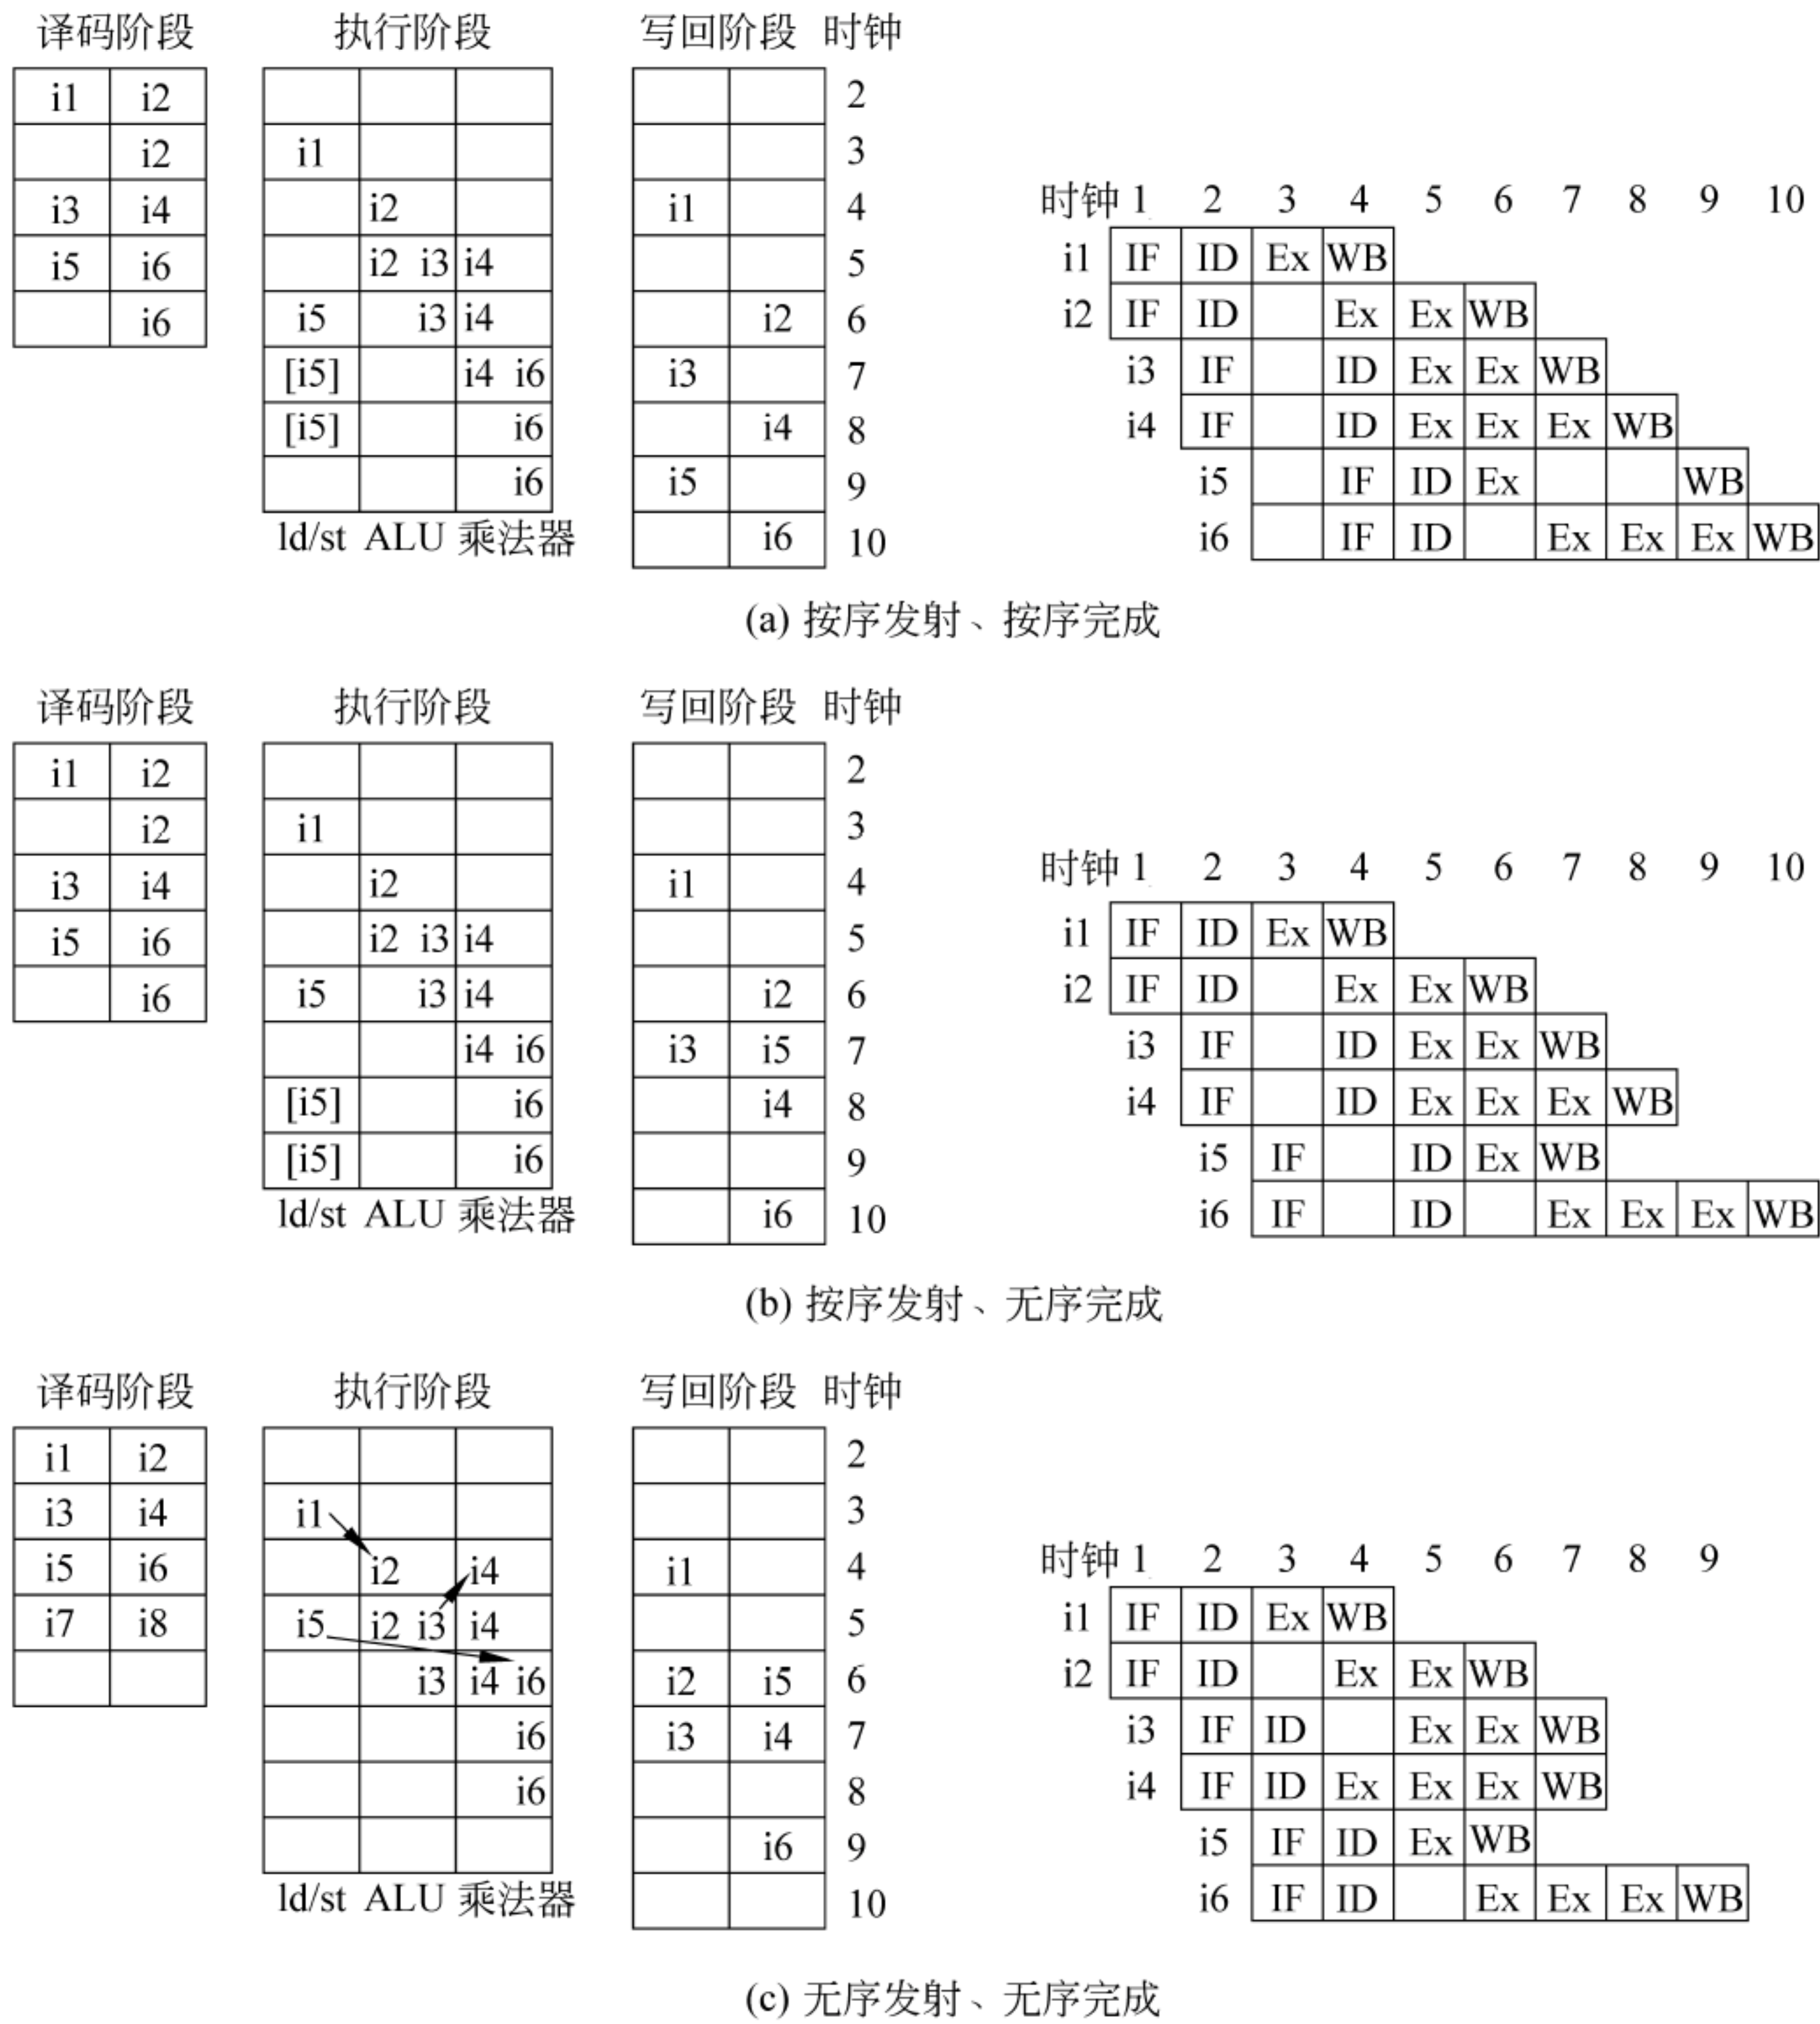 译码阶段 执行阶段 写回阶段 时钟
i1 i2 2
i2 i1 3
i3 i4 i2 i1 4 时钟 1 2 3 4 5 6 7 8 9 10
i5 i6 i2 i3 i4 5 i1 IF ID Ex WB
i6 i5 i3 i4 i2 6 i2 IF ID Ex Ex WB
[i5] i4 i6 i3 7 i3 IF ID Ex Ex WB
[i5] i6 i4 8 i4 IF ID Ex Ex Ex WB
i6 i5 9 i5 IF ID Ex WB
ld/st ALU 乘法器 i6 10 i6 IF ID Ex Ex Ex WB
(a) 按序发射、按序完成
译码阶段 执行阶段 写回阶段 时钟
i1 i2 2
i2 i1 3
i3 i4 i2 i1 4 时钟 1 2 3 4 5 6 7 8 9 10
i5 i6 i2 i3 i4 5 i1 IF ID Ex WB
i6 i5 i3 i4 i2 6 i2 IF ID Ex Ex WB
i4 i6 i3 i5 7 i3 IF ID Ex Ex WB
[i5] i6 i4 8 i4 IF ID Ex Ex Ex WB
[i5] i6 9 i5 IF ID Ex WB
ld/st ALU 乘法器 i6 10 i6 IF ID Ex Ex Ex WB
(b) 按序发射、无序完成
译码阶段 执行阶段 写回阶段 时钟
i1 i2 2
i3 i4 i1 3
i5 i6 i2 i4 i1 4 时钟 1 2 3 4 5 6 7 8 9
i7 i8 i5 i2 i3 i4 5 i1 IF ID Ex WB
i3 i4 i6 i2 i5 6 i2 IF ID Ex Ex WB
i6 i3 i4 7 i3 IF ID Ex Ex WB
i6 8 i4 IF ID Ex Ex Ex WB
i6 9 i5 IF ID Ex WB
ld/st ALU 乘法器 10 i6 IF ID Ex Ex Ex WB
(c) 无序发射、无序完成